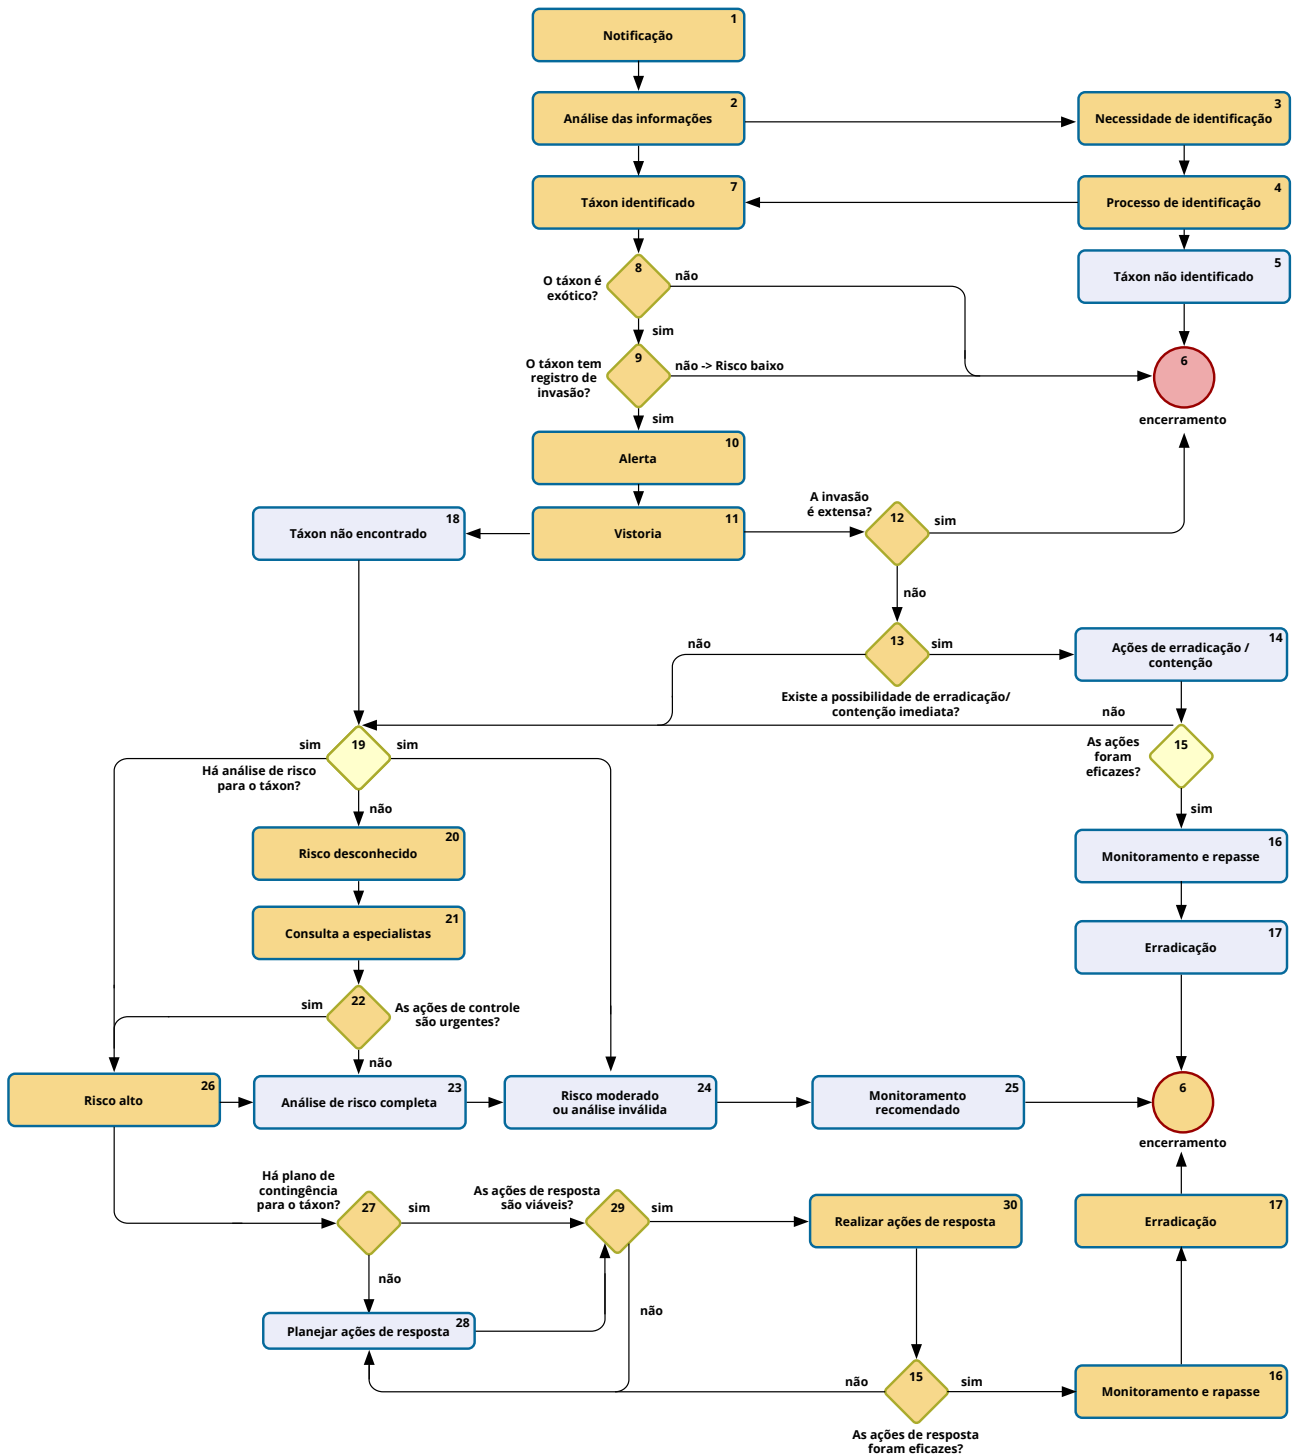 1
Notificação
2
Análise das informações
3
Necessidade de identificação
7
Táxon identificado
4
Processo de identificação
8
O táxon é
exótico?
não
sim
5
Táxon não identificado
9
O táxon tem
registro de
invasão?
não -> Risco baixo
sim
6
encerramento
10
Alerta
18
Táxon não encontrado
11
Vistoria
A invasão
é extensa?
12
sim
não
13
não
sim
Existe a possibilidade de erradicação/
contenção imediata?
14
Ações de erradicação /
contenção
não
15
As ações
foram
eficazes?
sim
19
sim
sim
Há análise de risco
para o táxon?
não
20
Risco desconhecido
16
Monitoramento e repasse
21
Consulta a especialistas
17
Erradicação
22
sim
As ações de controle
são urgentes?
não
26
Risco alto
23
Análise de risco completa
24
Risco moderado
ou análise inválida
25
Monitoramento
recomendado
6
encerramento
Há plano de
contingência
para o táxon?
27
sim
não
As ações de resposta
são viáveis?
29
sim
não
30
Realizar ações de resposta
17
Erradicação
28
Planejar ações de resposta
15
não
sim
As ações de resposta
foram eficazes?
16
Monitoramento e rapasse